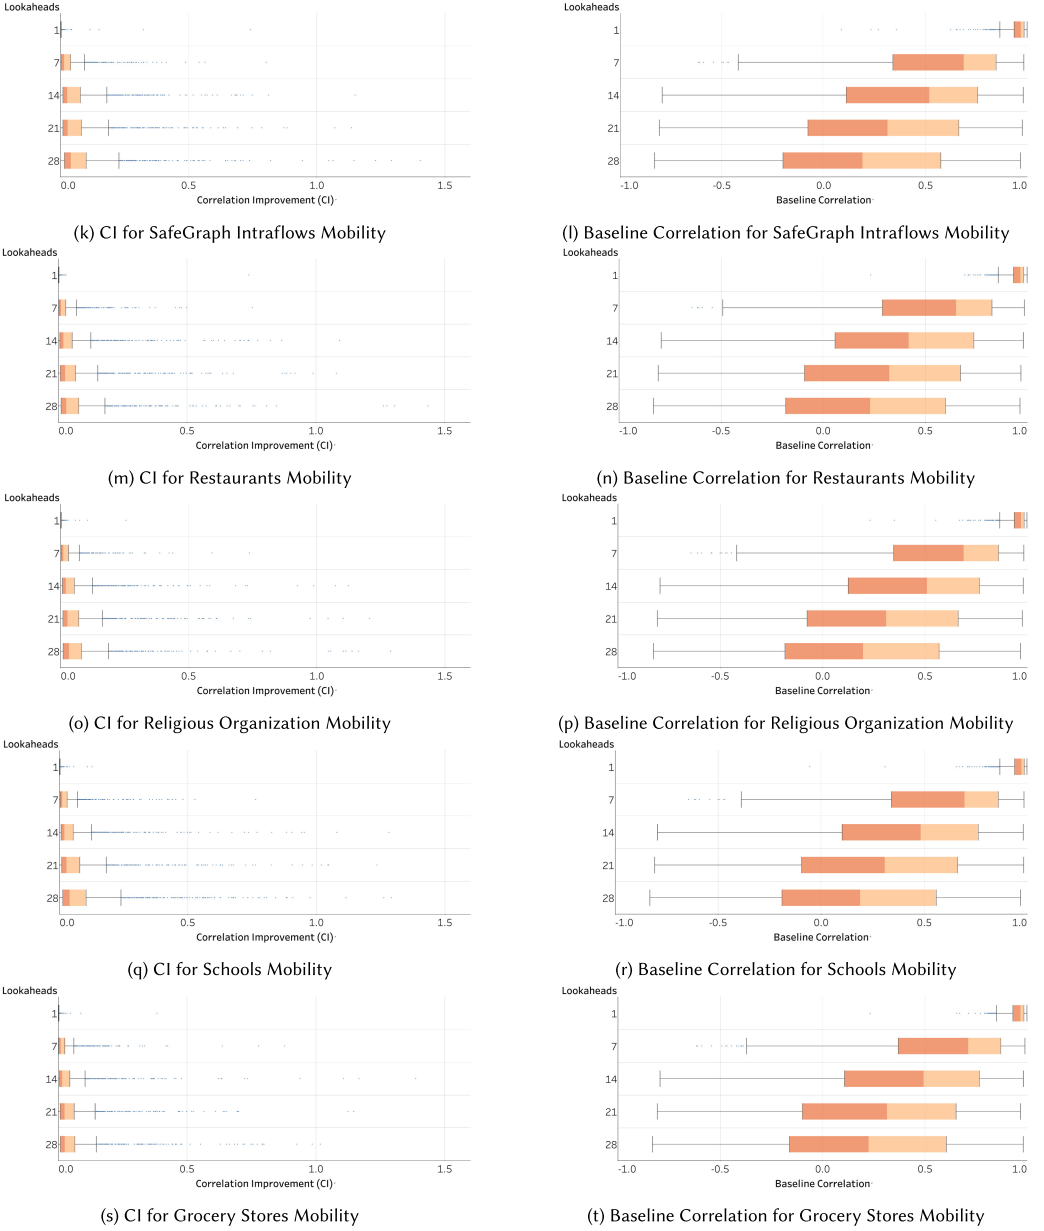 Lookaheads
1
7
14
21
28
0.0 0.5 1.0 1.5
Correlation Improvement (CI)
(k) CI for SafeGraph Intraflows Mobility
Lookaheads
1
7
14
21
28
-1.0 -0.5 0.0 0.5 1.0
Baseline Correlation
(l) Baseline Correlation for SafeGraph Intraflows Mobility
Lookaheads
1
7
14
21
28
0.0 0.5 1.0 1.5
Correlation Improvement (CI)
(m) CI for Restaurants Mobility
Lookaheads
1
7
14
21
28
-1.0 -0.5 0.0 0.5 1.0
Baseline Correlation
(n) Baseline Correlation for Restaurants Mobility
Lookaheads
1
7
14
21
28
0.0 0.5 1.0 1.5
Correlation Improvement (CI)
(o) CI for Religious Organization Mobility
Lookaheads
1
7
14
21
28
-1.0 -0.5 0.0 0.5 1.0
Baseline Correlation
(p) Baseline Correlation for Religious Organization Mobility
Lookaheads
1
7
14
21
28
0.0 0.5 1.0 1.5
Correlation Improvement (CI)
(q) CI for Schools Mobility
Lookaheads
1
7
14
21
28
-1.0 -0.5 0.0 0.5 1.0
Baseline Correlation
(r) Baseline Correlation for Schools Mobility
Lookaheads
1
7
14
21
28
0.0 0.5 1.0 1.5
Correlation Improvement (CI)
(s) CI for Grocery Stores Mobility
Lookaheads
1
7
14
21
28
-1.0 -0.5 0.0 0.5 1.0
Baseline Correlation
(t) Baseline Correlation for Grocery Stores Mobility